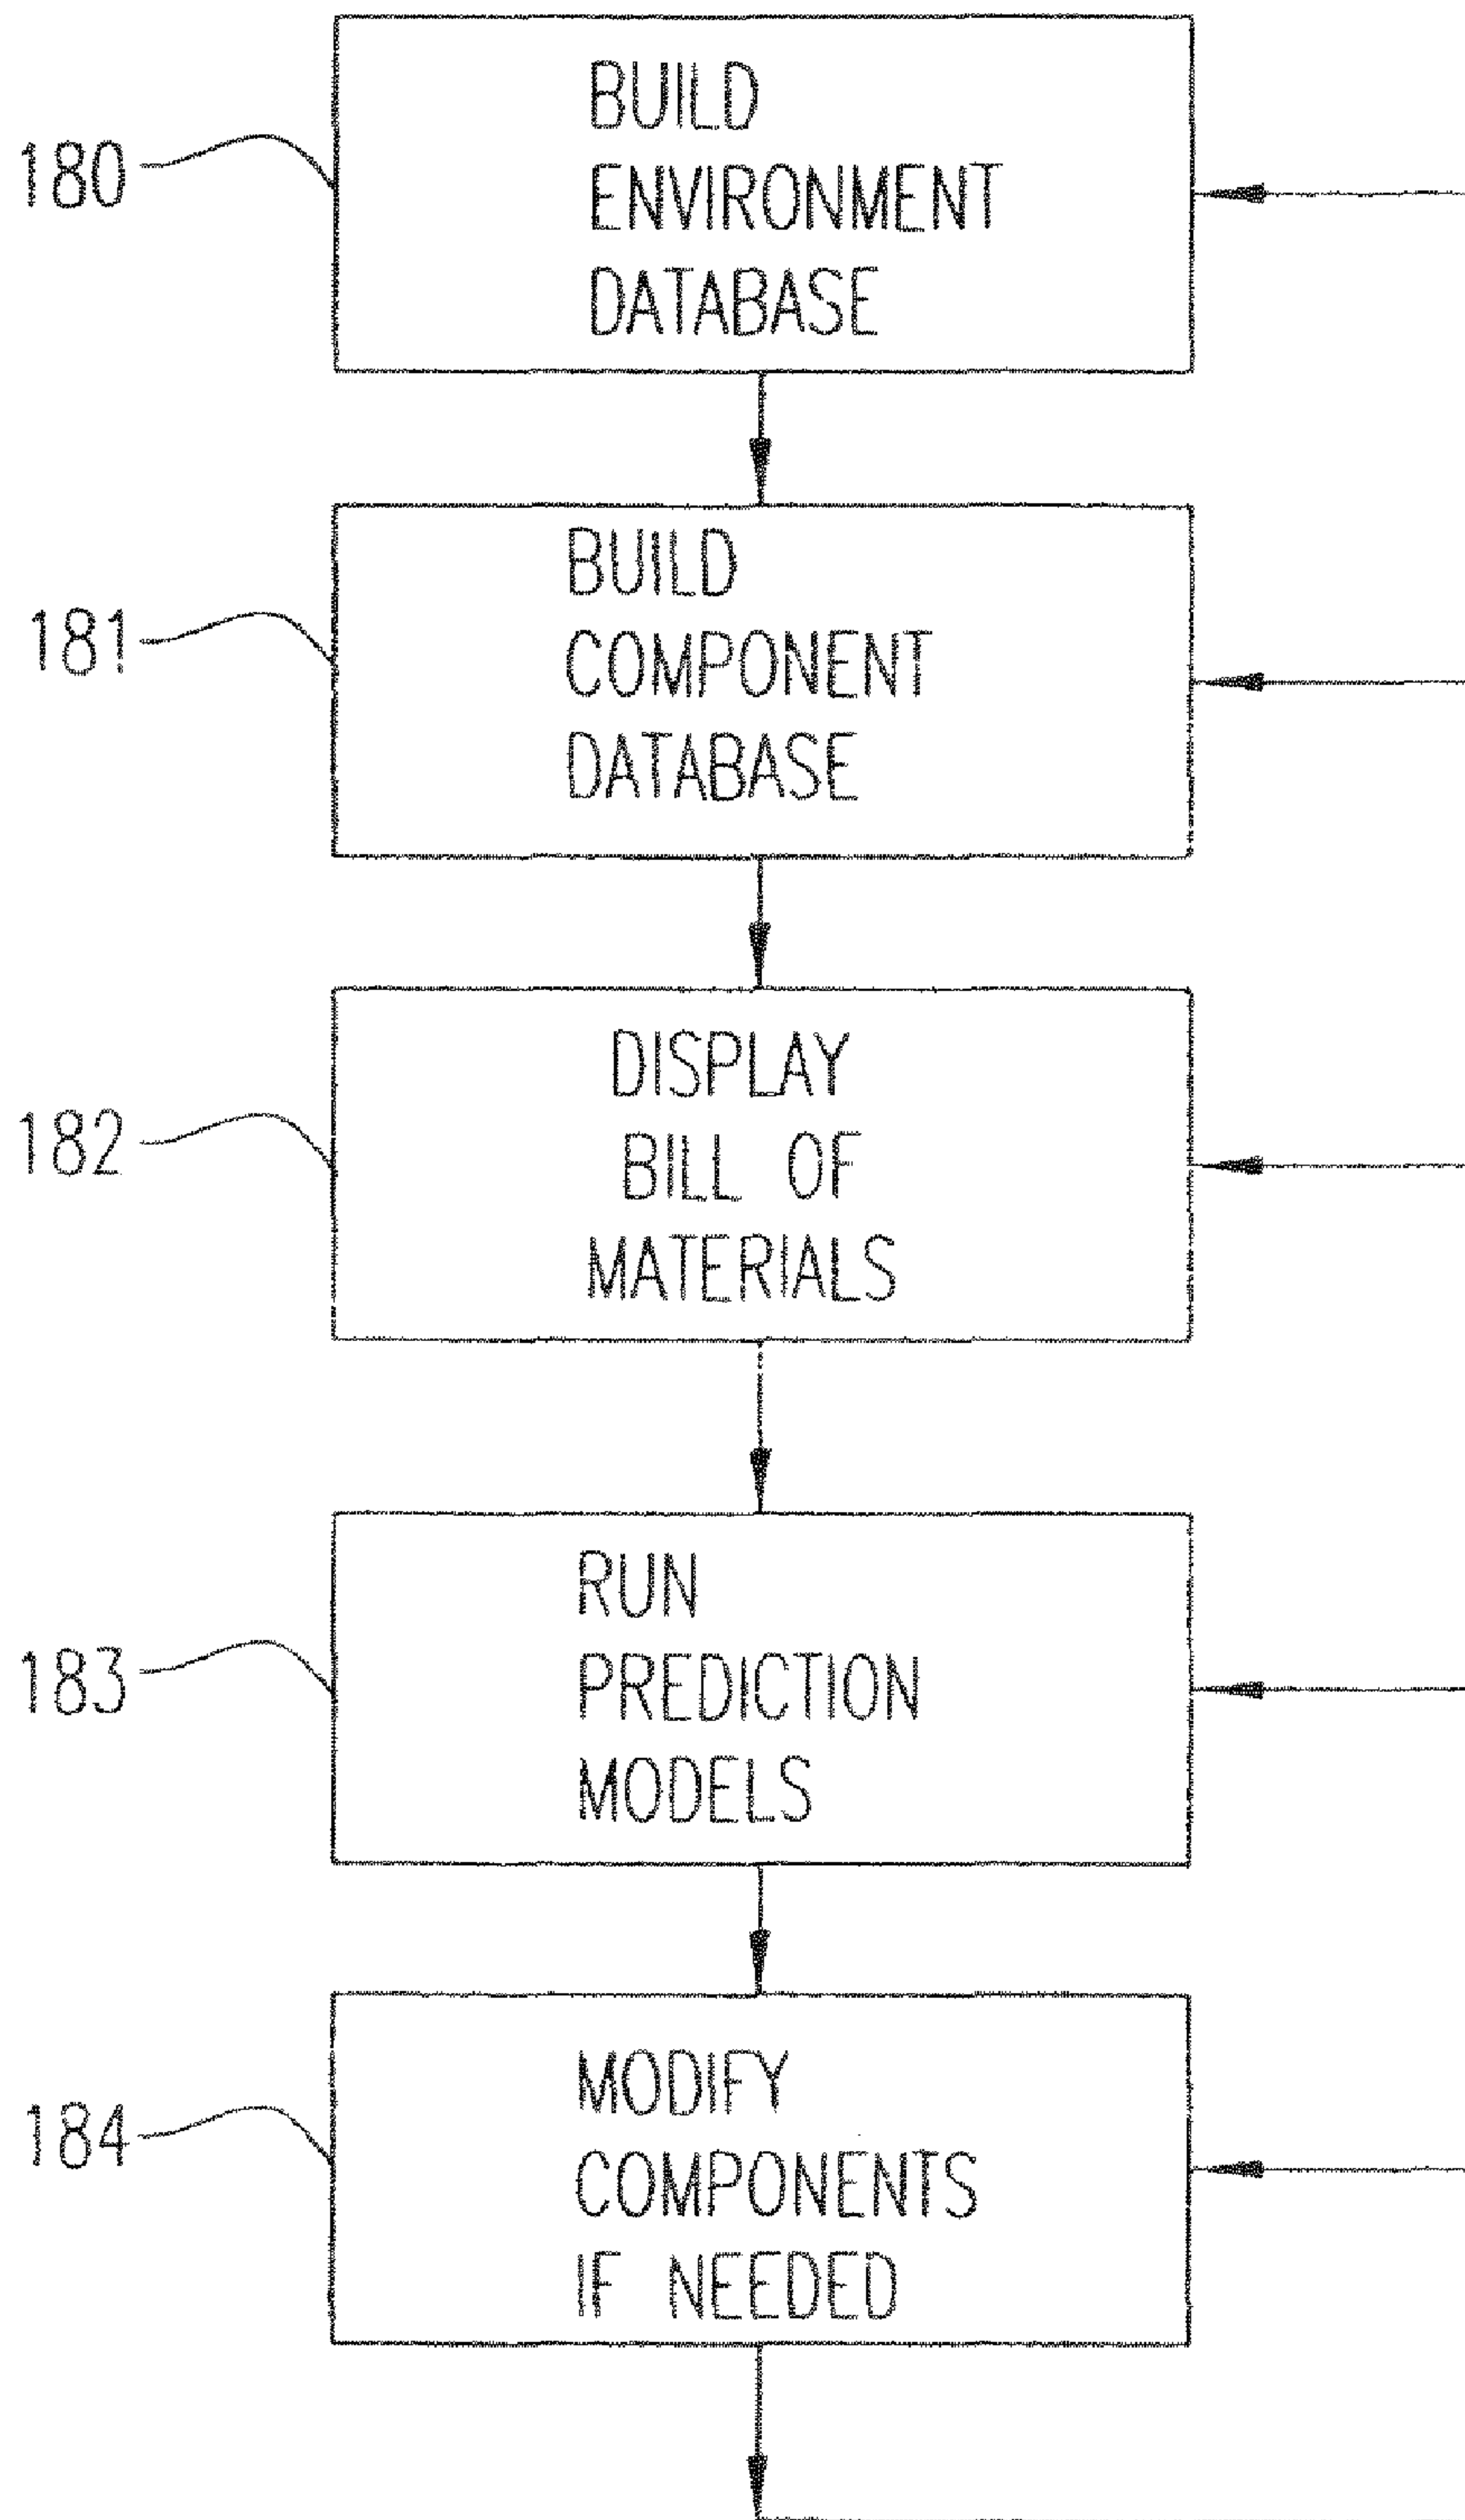 180
BUILD
ENVIRONMENT
DATABASE
181
BUILD
COMPONENT
DATABASE
182
DISPLAY
BILL OF
MATERIALS
183
RUN
PREDICTION
MODELS
184
MODIFY
COMPONENTS
IF NEEDED